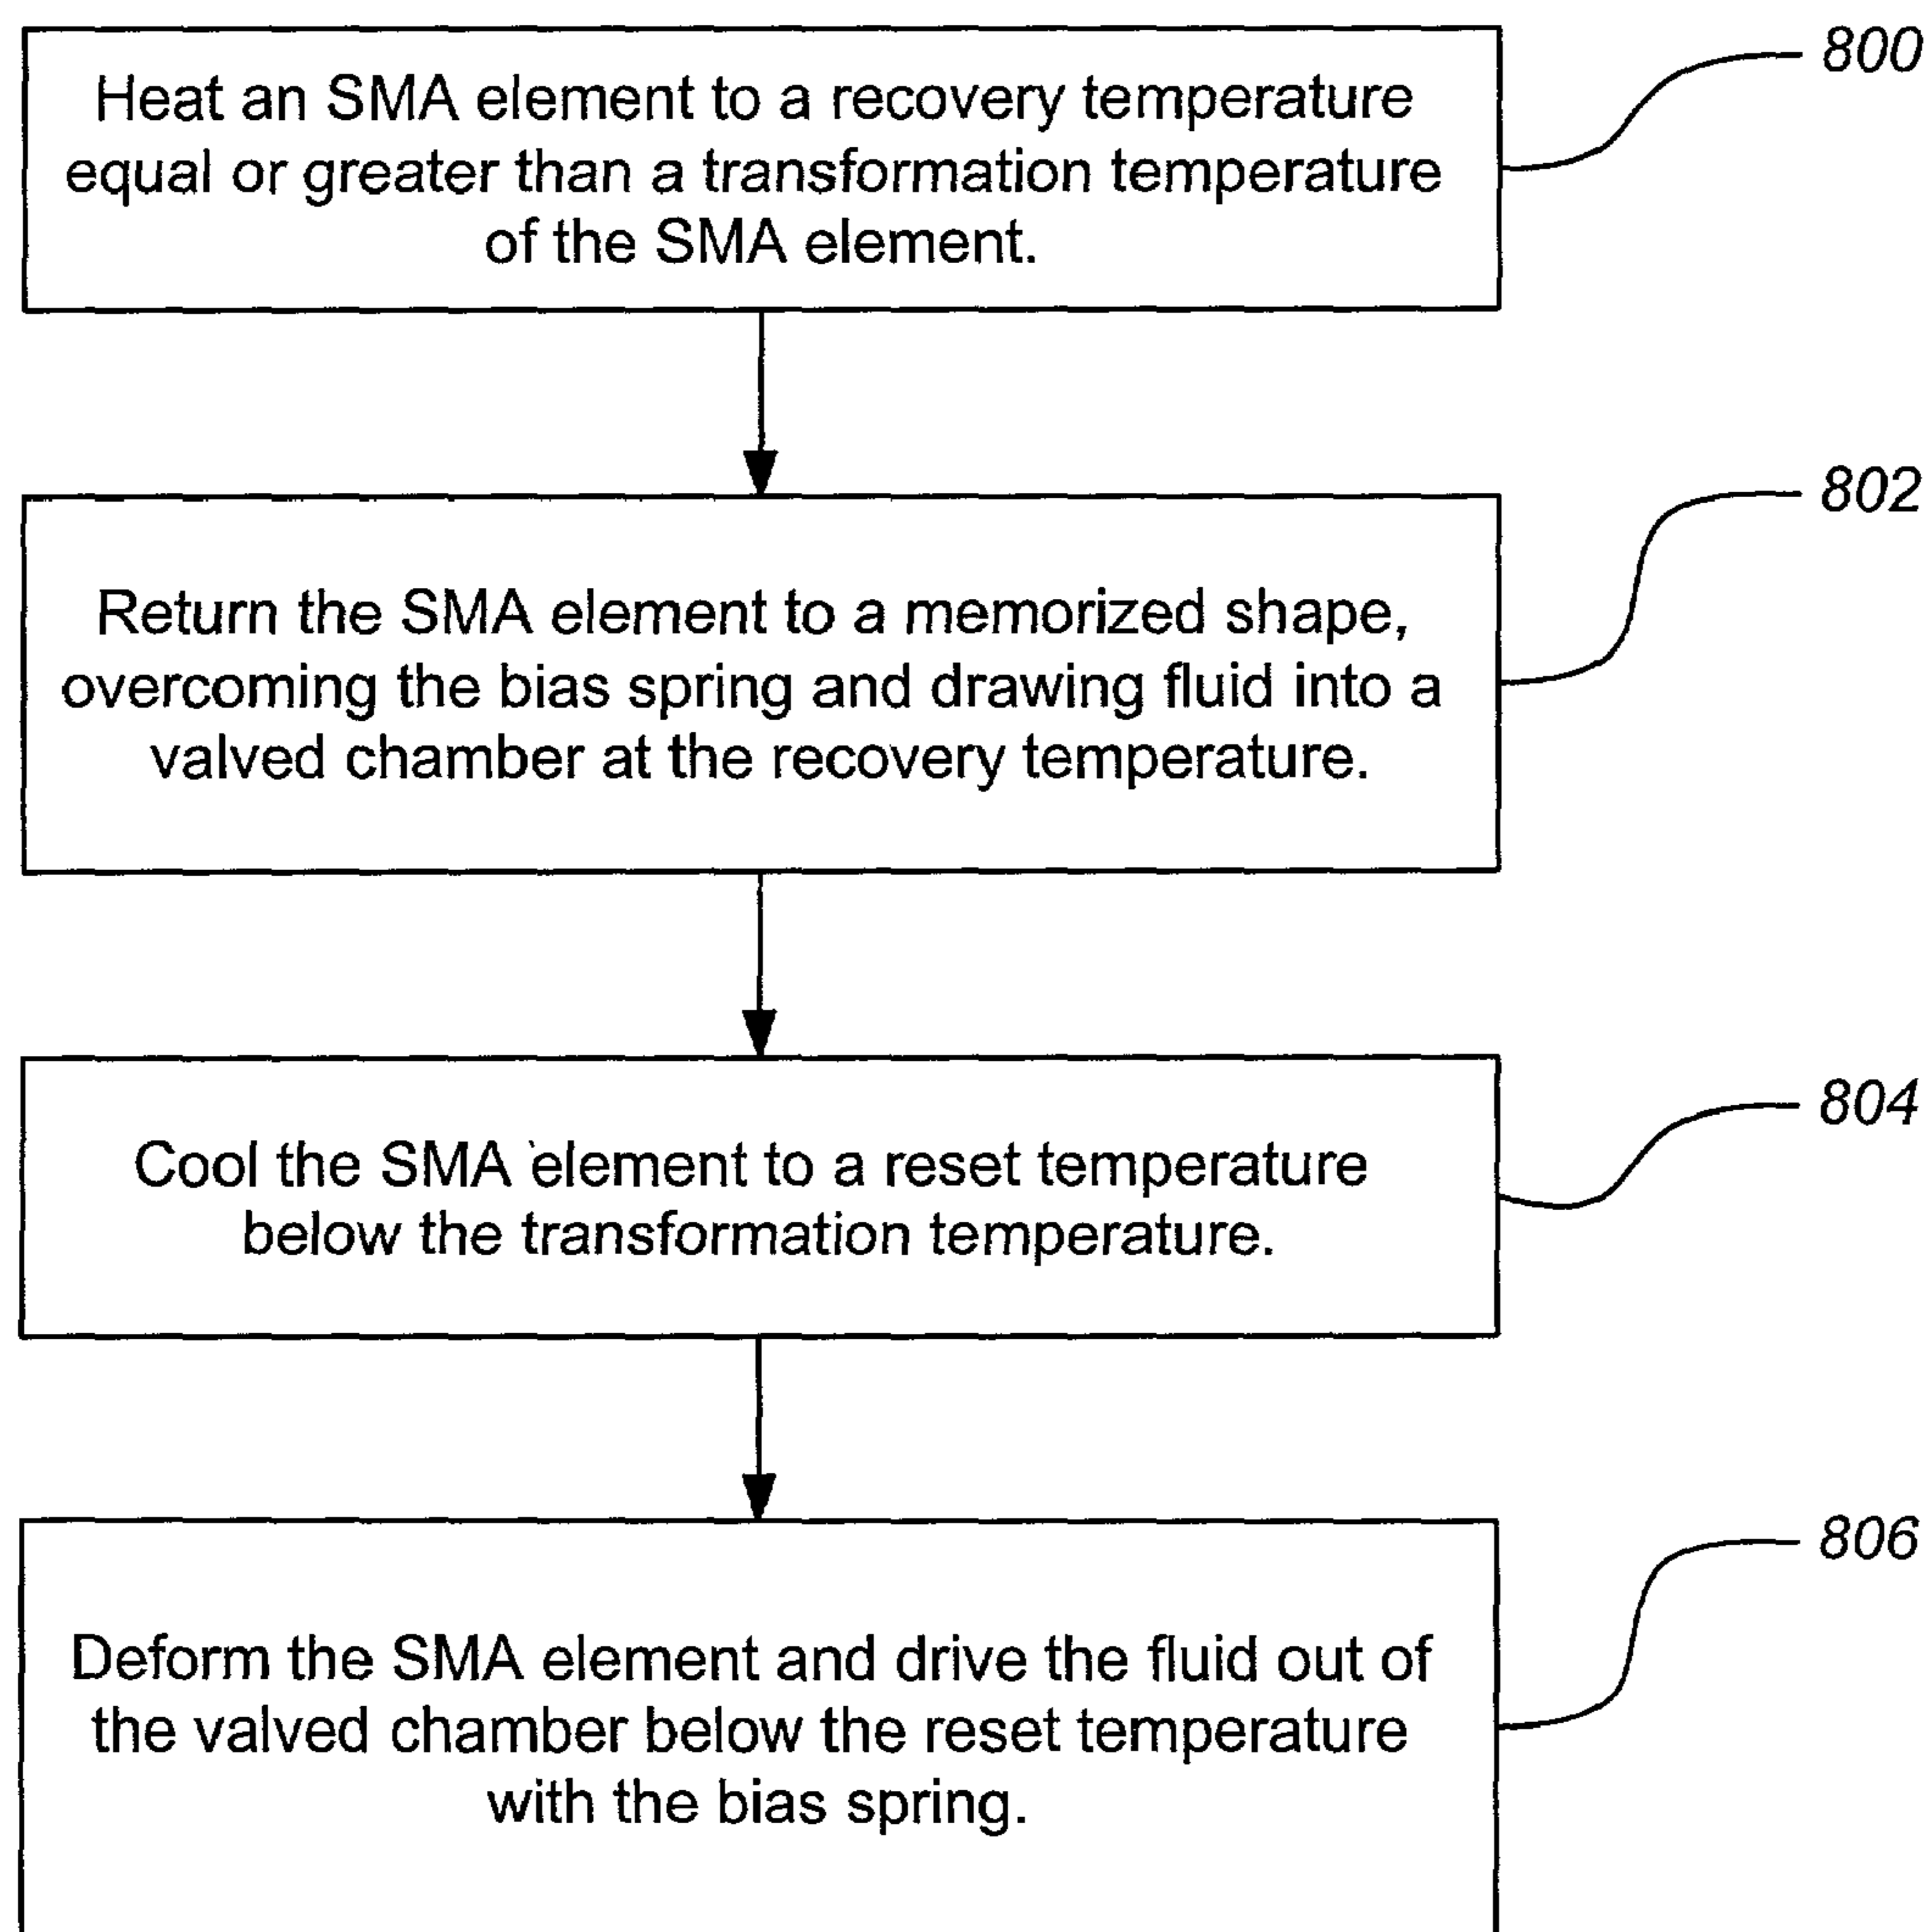 800
Heat an SMA element to a recovery temperature
equal or greater than a transformation temperature
of the SMA element.
802
Return the SMA element to a memorized shape,
overcoming the bias spring and drawing fluid into a
valved chamber at the recovery temperature.
804
Cool the SMA element to a reset temperature
below the transformation temperature.
806
Deform the SMA element and drive the fluid out of
the valved chamber below the reset temperature
with the bias spring.